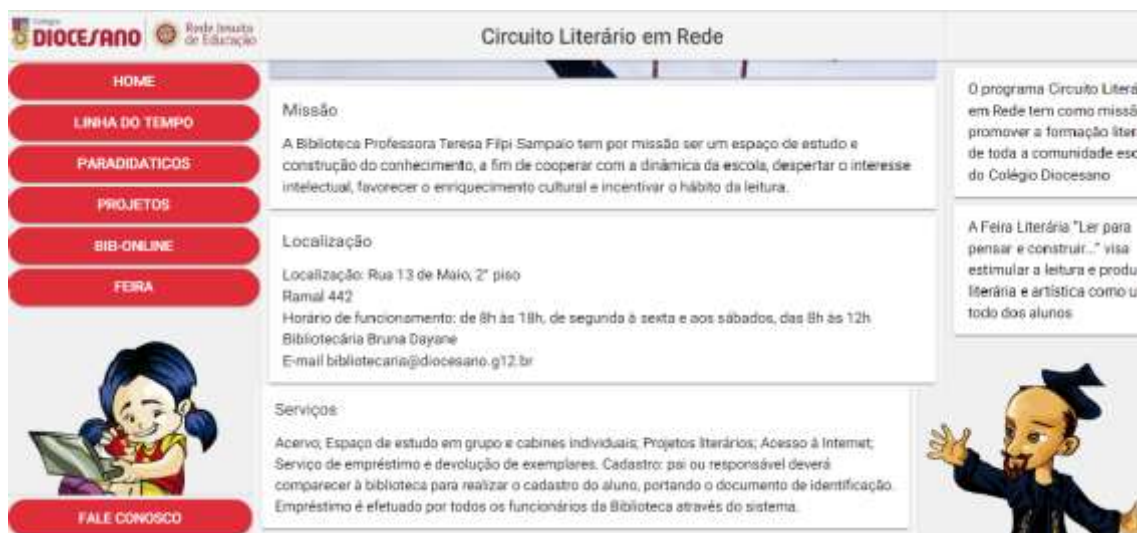 Colégio
DIOCESANO
Rede Jesuíta
de Educação
Circuito Literário em Rede
HOME
LINHA DO TEMPO
PARADIDATICOS
PROJETOS
BIB-ONLINE
FEIRA
FALE CONOSCO
Missão
A Biblioteca Professora Teresa Filpi Sampaio tem por missão ser um espaço de estudo e
construção do conhecimento, a fim de cooperar com a dinâmica da escola, despertar o interesse
intelectual, favorecer o enriquecimento cultural e incentivar o hábito da leitura.
Localização
Localização: Rua 13 de Maio, 2° piso
Ramal 442
Horário de funcionamento: de 8h às 18h, de segunda à sexta e aos sábados, das 8h às 12h
Bibliotecária Bruna Dayane
E-mail bibliotecaria@diocesano.g12.br
Serviços
Acervo; Espaço de estudo em grupo e cabines individuais; Projetos literários; Acesso à Internet;
Serviço de empréstimo e devolução de exemplares. Cadastro: pai ou responsável deverá
comparecer à biblioteca para realizar o cadastro do aluno, portando o documento de identificação.
Empréstimo é efetuado por todos os funcionários da Biblioteca através do sistema.
O programa Circuito Literá
em Rede tem como missã
promover a formação liter
de toda a comunidade esc
do Colégio Diocesano
A Feira Literária "Ler para
pensar e construir..." visa
estimular a leitura e produ
literária e artística como u
todo dos alunos